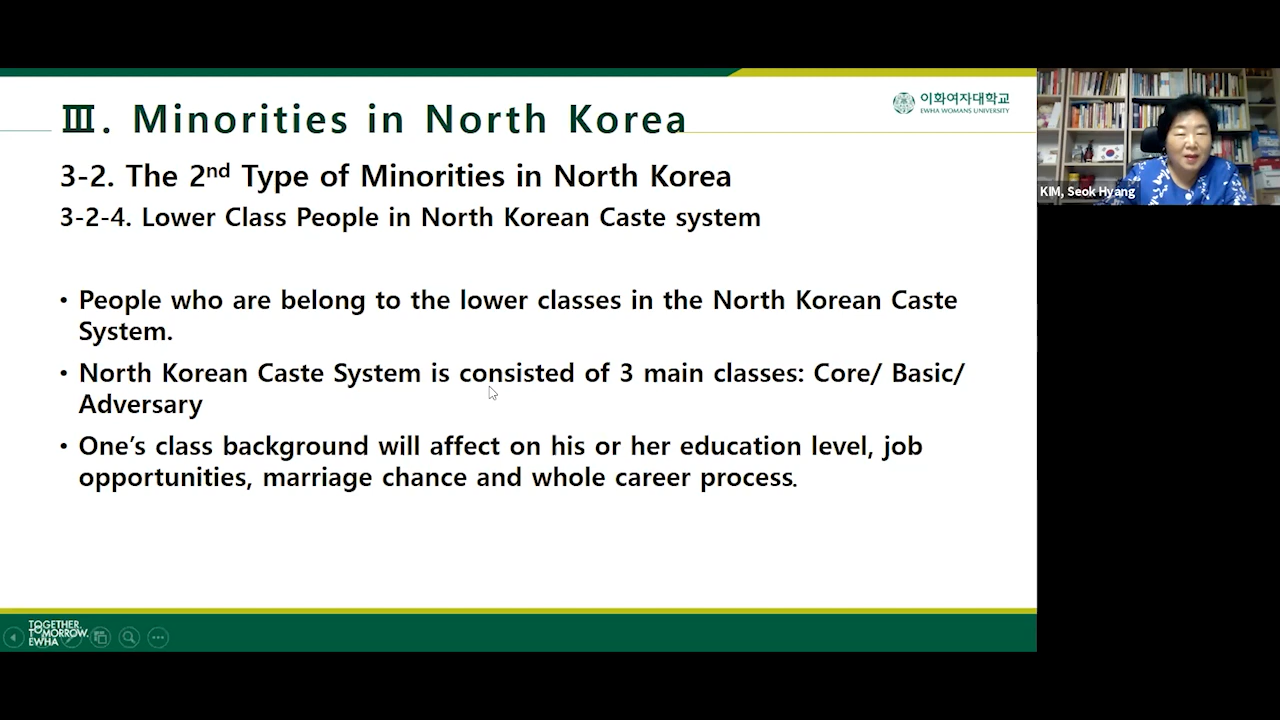 Ⅲ. Minorities in North Korea
이화여자대학교
EWHA WOMANS UNIVERSITY
3-2. The 2nd Type of Minorities in North Korea
3-2-4. Lower Class People in North Korean Caste system
• People who are belong to the lower classes in the North Korean Caste
System.
• North Korean Caste System is consisted of 3 main classes: Core/ Basic/
Adversary
• One’s class background will affect on his or her education level, job
opportunities, marriage chance and whole career process.
TOGETHER.
TOMORROW.
EWHA
KIM, Seok Hyang